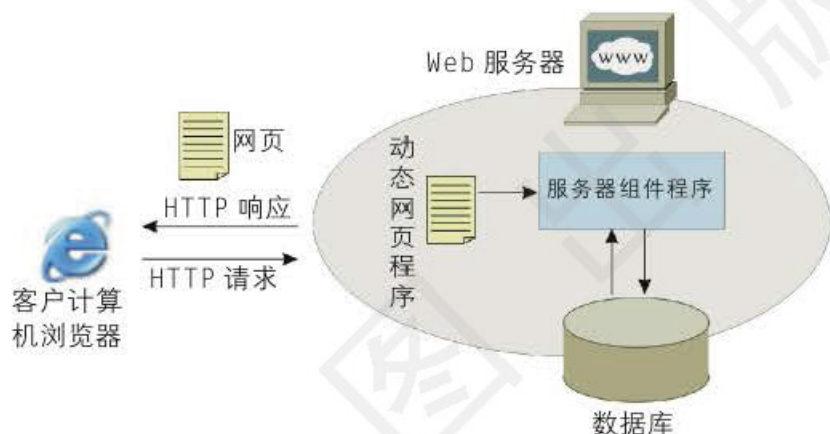 Web 服务器
WWW
网页
动态网页程序
服务器组件程序
HTTP 响应
HTTP 请求
客户计算
机浏览器
数据库